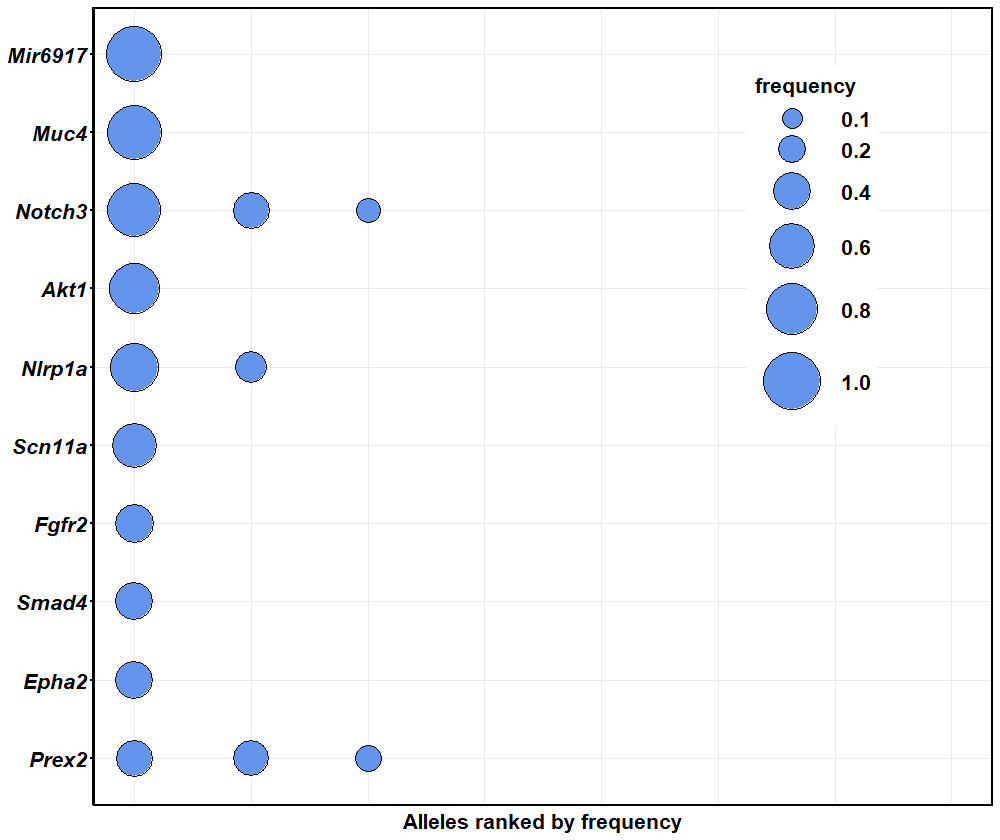 Mir6917
Muc4
Notch3
Akt1
Nlrp1a
Scn11a
Fgfr2
Smad4
Epha2
Prex2
frequency
0.1
0.2
0.4
0.6
0.8
1.0
Alleles ranked by frequency